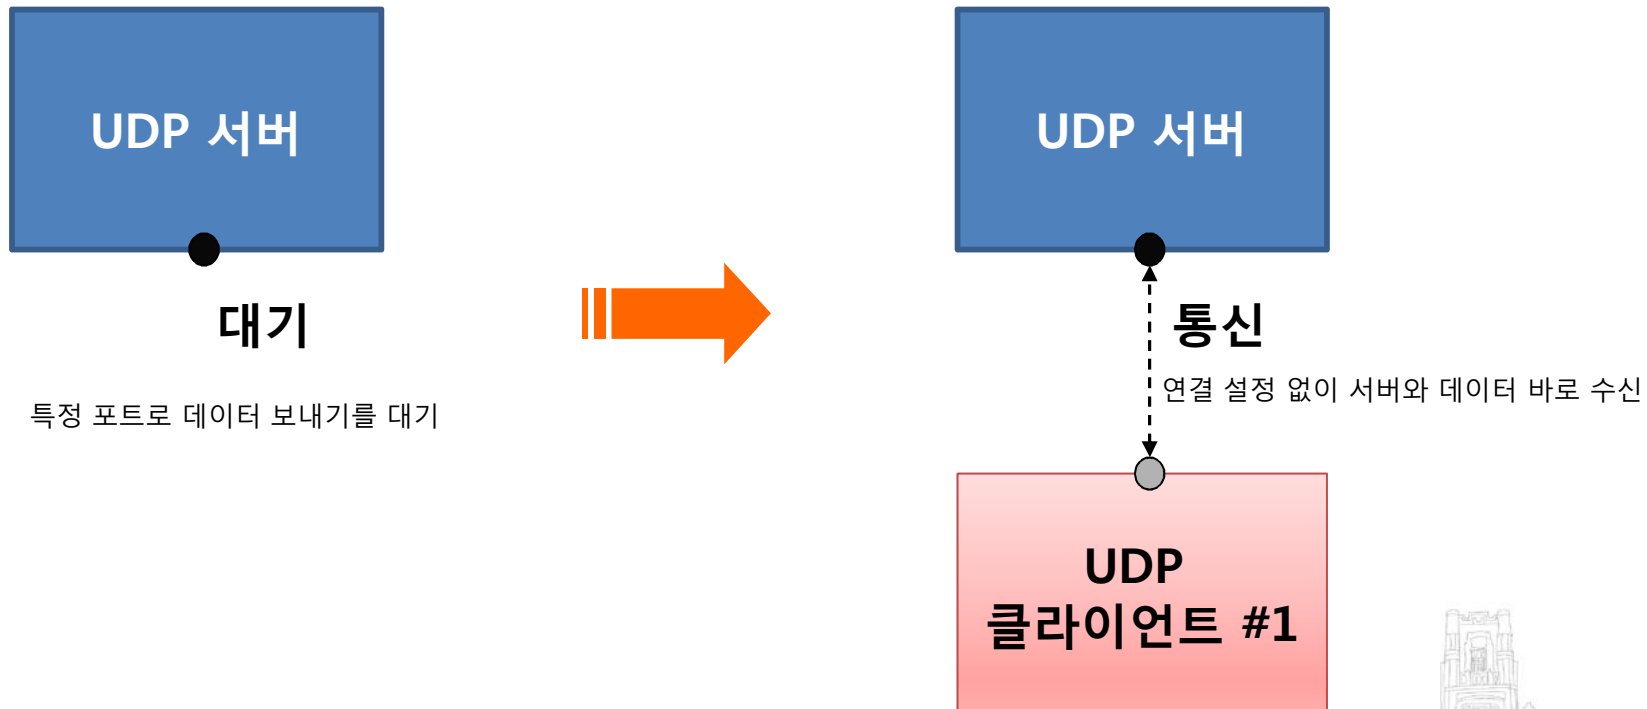 UDP 서버
대기
특정 포트로 데이터 보내기를 대기
UDP 서버
통신
연결 설정 없이 서버와 데이터 바로 수신
UDP
클라이언트 #1